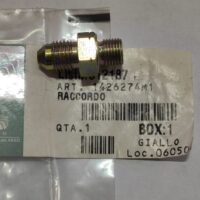 ART. 1426274M1
RACCORDO
QTA.1
BOX:1
GIALLO
Loc.06050